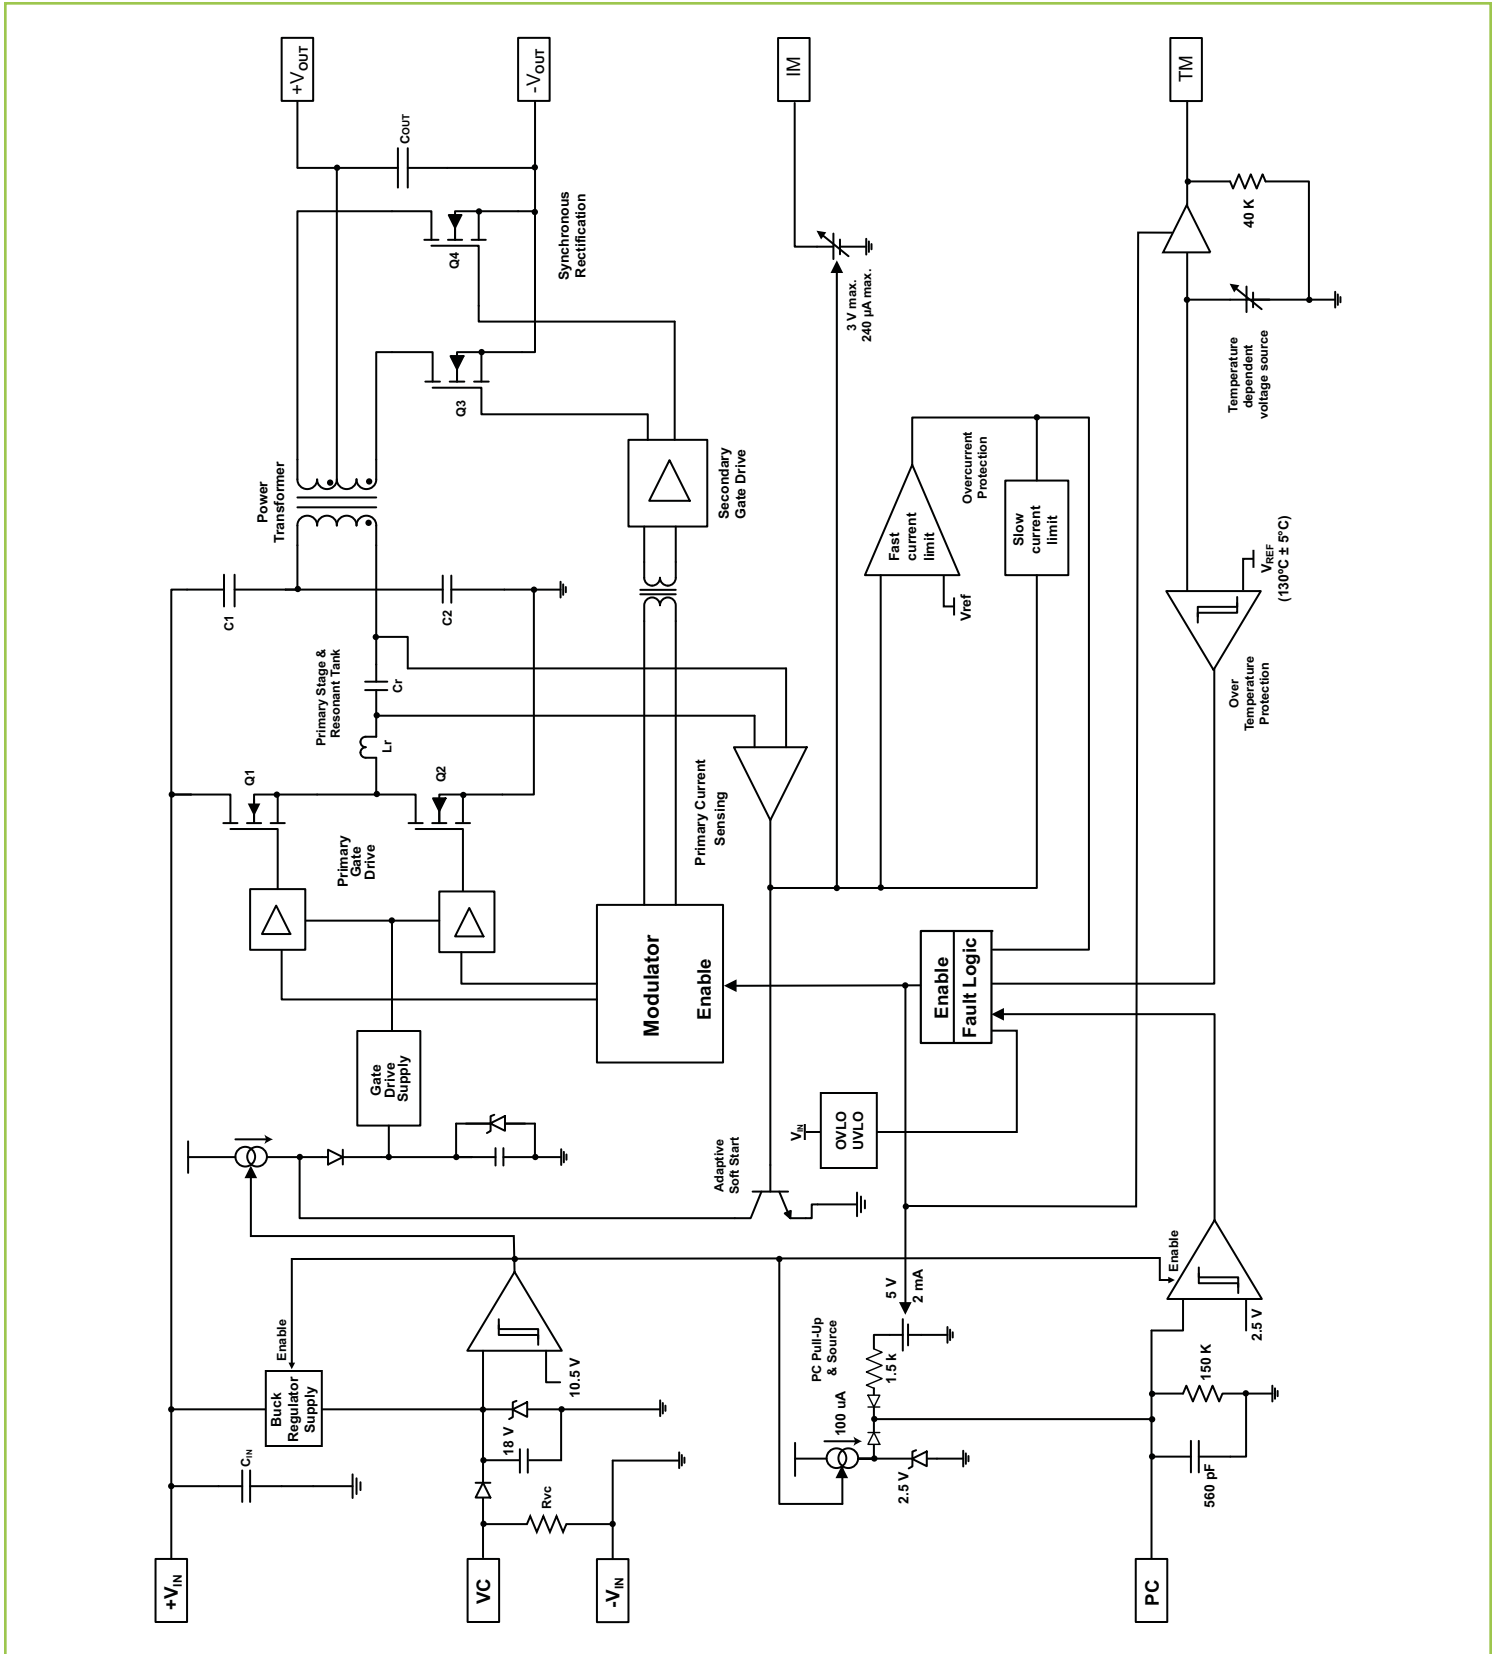 +VOUT
-VOUT
IM
TM
COUT
Synchronous
Rectification
Q4
Q3
3 V max.
240 µA max.
40 K
Temperature
dependent
voltage source
Power
Transformer
Secondary
Gate Drive
Overcurrent
Protection
Fast
current
limit
Slow
current
limit
Vref
VREF
(130ºC ± 5°C)
Over
Temperature
Protection
C1
C2
Primary Stage &
Resonant Tank
Cr
Lr
Q1
Q2
Primary
Gate
Drive
Primary Current
Sensing
Modulator
Enable
Enable
Fault Logic
Gate
Drive
Supply
VIN
OVLO
UVLO
Adaptive
Soft Start
Enable
Enable
Buck
Regulator
Supply
10.5 V
18 V
CIN
Rvc
5 V
2 mA
PC Pull-Up
& Source
1.5 k
100 uA
2.5 V
2.5 V
150 K
560 pF
+VIN
VC
-VIN
PC